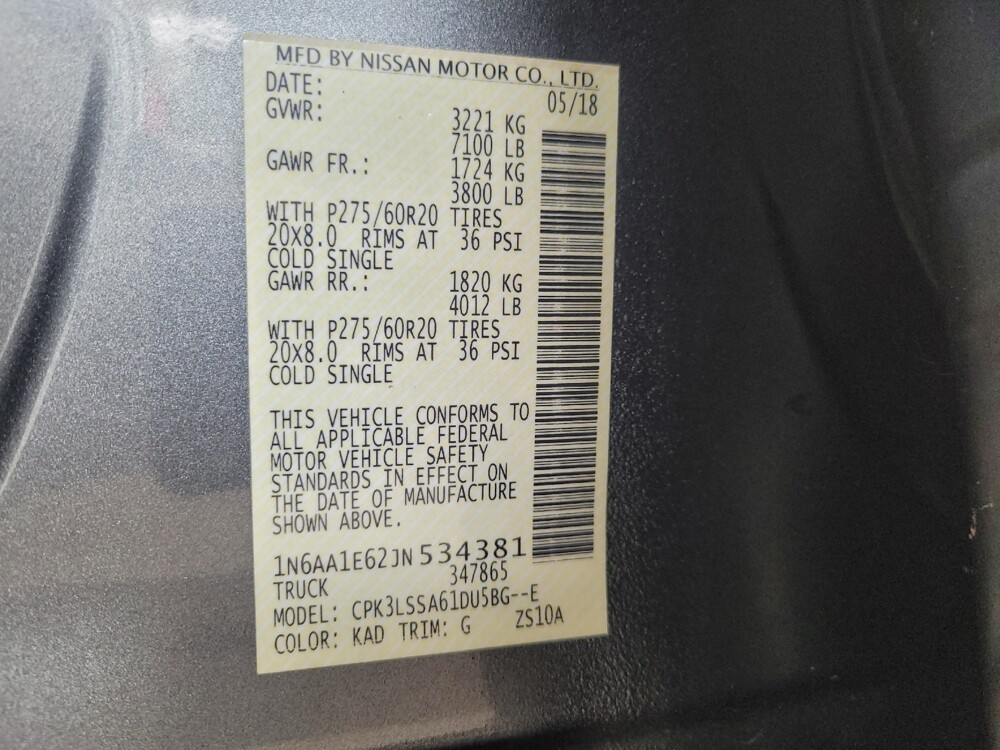 MFD BY NISSAN MOTOR CO., LTD.
DATE: 05/18
GVWR: 3221 KG
7100 LB
GAWR FR.: 1724 KG
3800 LB
WITH P275/60R20 TIRES
20X8.0 RIMS AT 36 PSI
COLD SINGLE
GAWR RR.: 1820 KG
4012 LB
WITH P275/60R20 TIRES
20X8.0 RIMS AT 36 PSI
COLD SINGLE
THIS VEHICLE CONFORMS TO
ALL APPLICABLE FEDERAL
MOTOR VEHICLE SAFETY
STANDARDS IN EFFECT ON
THE DATE OF MANUFACTURE
SHOWN ABOVE.
1N6AA1E62JN534381
TRUCK 347865
MODEL: CPK3LSSA61DU5BG--E
COLOR: KAD TRIM: G ZS10A